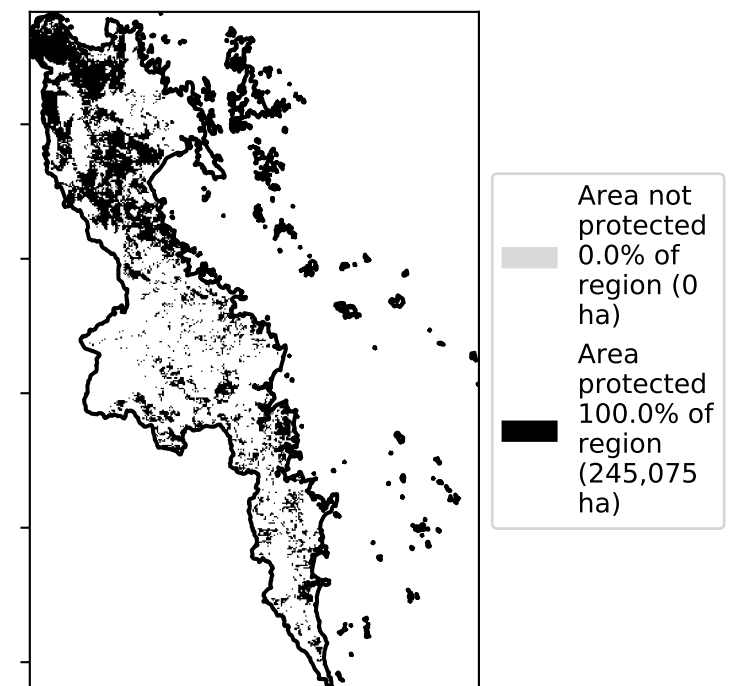 Area not
protected
0.0% of
region (0
ha)
Area
protected
100.0% of
region
(245,075
ha)